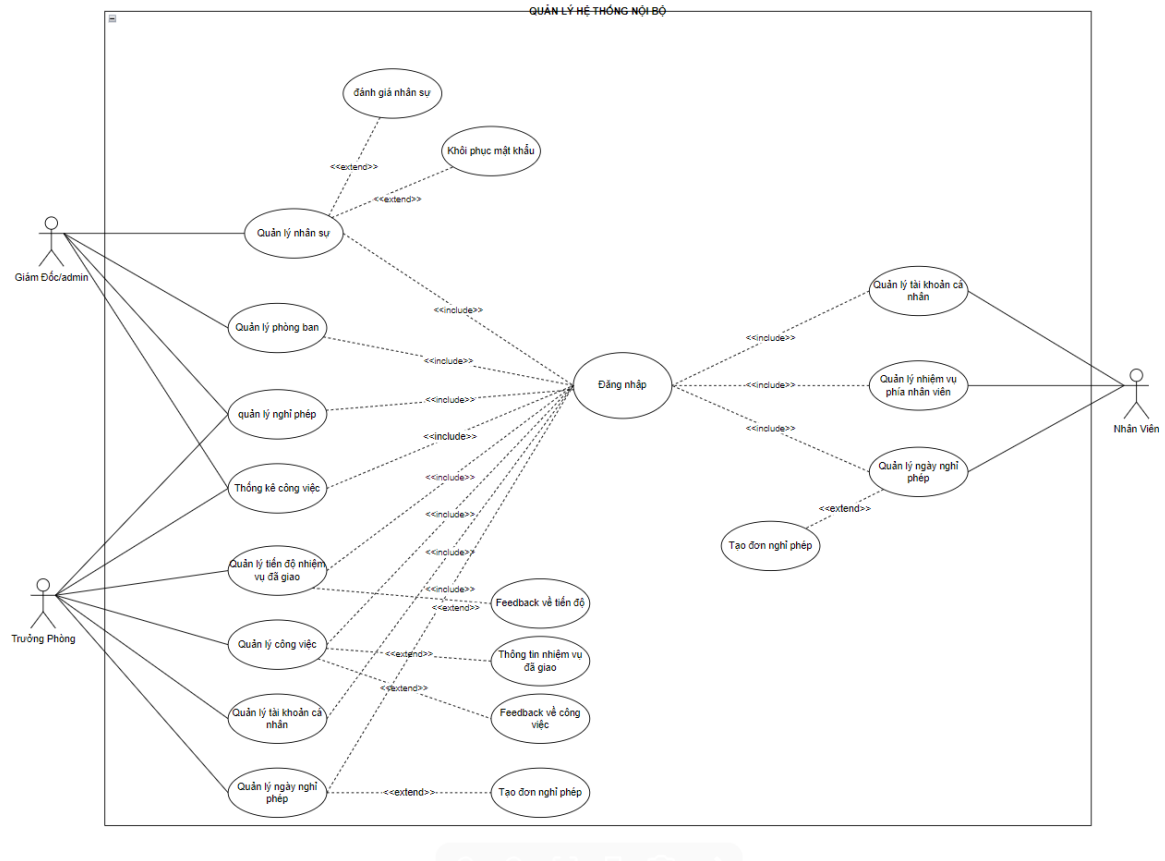 QUẢN LÝ HỆ THỐNG NỘI BỘ
đánh giá nhân sự
Khôi phục mật khẩu
<<extend>>
<<extend>>
Quản lý nhân sự
Giám Đốc/admin
Quản lý tài khoản cá
nhân
<<include>>
Quản lý phòng ban
<<include>>
<<include>>
Đăng nhập
<<include>>
Quản lý nhiệm vụ
phía nhân viên
quản lý nghỉ phép
<<include>>
<<include>>
Nhân Viên
<<include>>
Quản lý ngày nghỉ
phép
Thống kê công việc
<<include>>
<<extend>>
<<include>>
Tạo đơn nghỉ phép
Quản lý tiến độ nhiệm
vụ đã giao
<<include>>
<<include>>
Feedback về tiến độ
<<extend>>
Trưởng Phòng
Quản lý công việc
<<extend>>
Thông tin nhiệm vụ
đã giao
<<extend>>
Quản lý tài khoản cá
nhân
Feedback về công
việc
Quản lý ngày nghỉ
phép
<<extend>>
Tạo đơn nghỉ phép